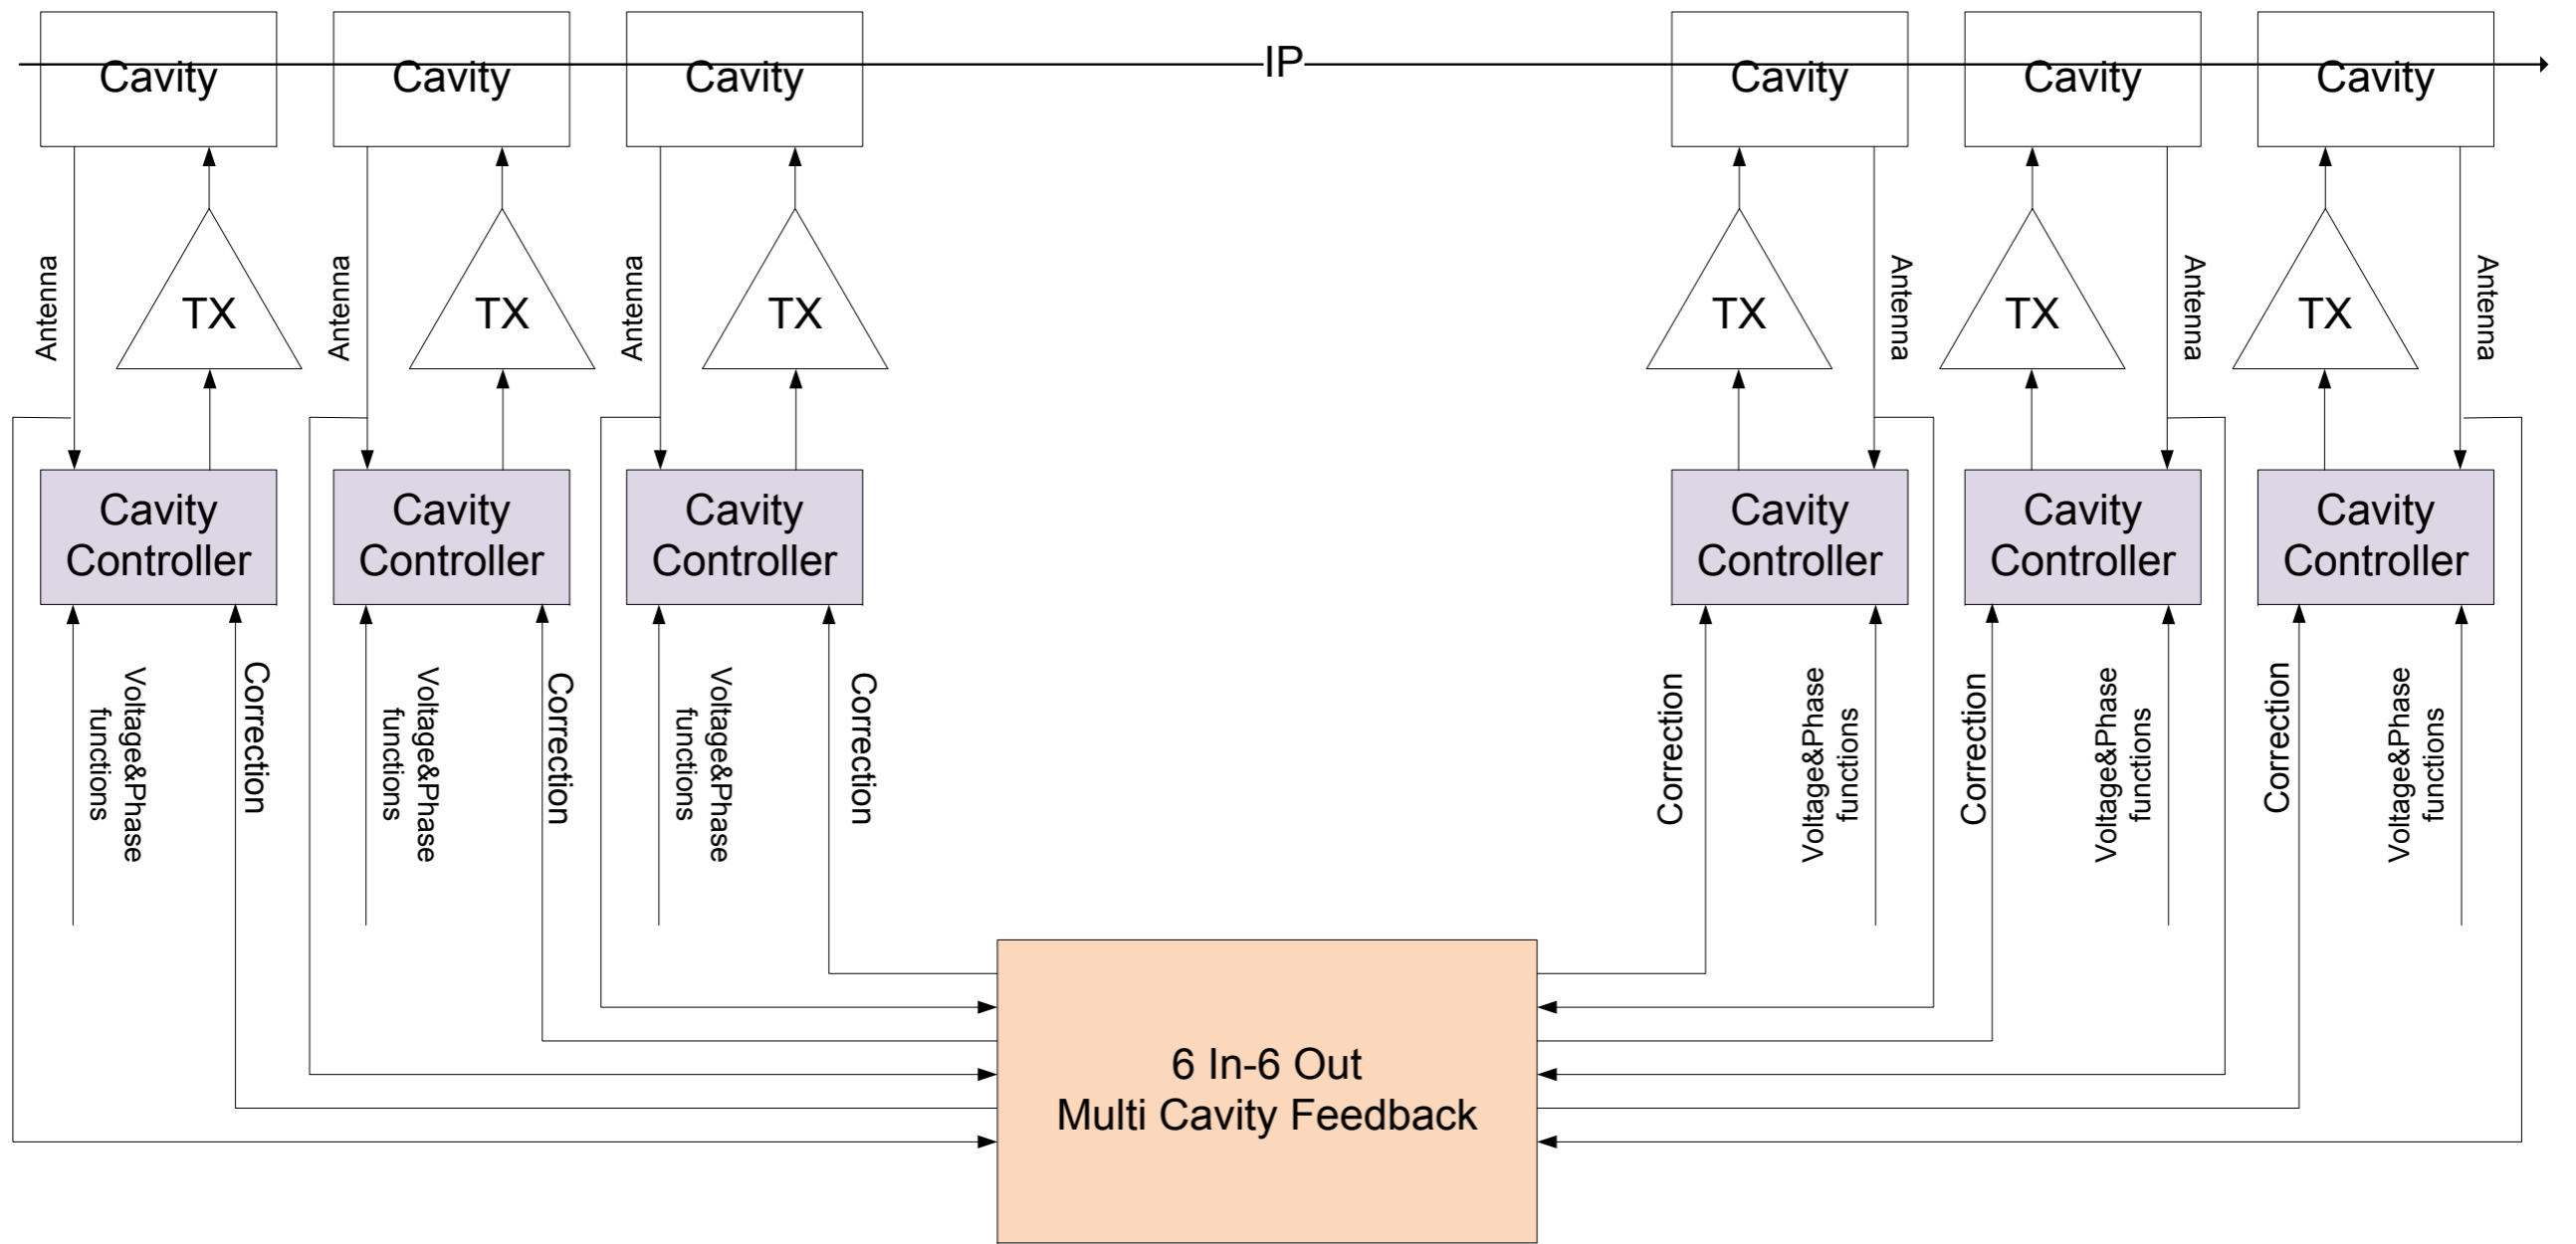 Cavity
Cavity
Cavity
IP
Cavity
Cavity
Cavity
Antenna
TX
Antenna
TX
Antenna
TX
TX
Antenna
TX
Antenna
TX
Antenna
Cavity
Controller
Cavity
Controller
Cavity
Controller
Cavity
Controller
Cavity
Controller
Cavity
Controller
Voltage&Phase
functions
Correction
Voltage&Phase
functions
Correction
Voltage&Phase
functions
Correction
Correction
Voltage&Phase
functions
Correction
Voltage&Phase
functions
Correction
Voltage&Phase
functions
6 In-6 Out
Multi Cavity Feedback